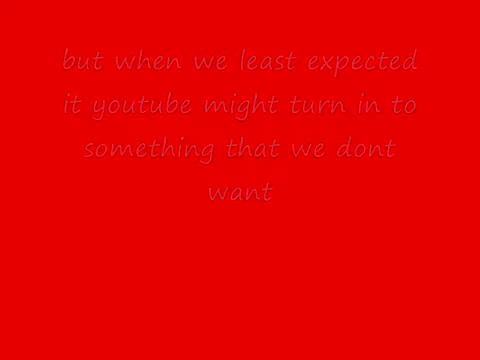 but when we least expected
it youtube might turn in to
something that we dont
want